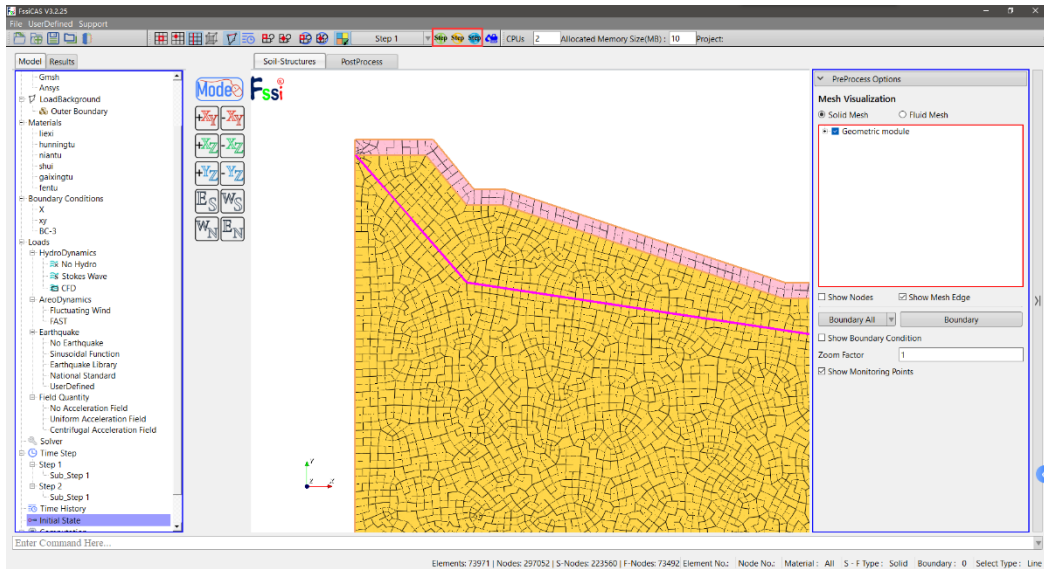 FssiCAS V3.2.25
File UserDefined Support
Step 1 Step Step Step CPUs 2 Allocated Memory Size(MB) : 10 Project:
Model Results
Soil-Structures PostProcess
Gmsh
Ansys
LoadBackground
Outer Boundary
Materials
liexi
hunningtu
niantu
shui
gaixingtu
fentu
Boundary Conditions
X
xy
BC-3
Loads
HydroDynamics
No Hydro
Stokes Wave
CFD
AreoDynamics
Fluctuating Wind
FAST
Earthquake
No Earthquake
Sinusoidal Function
Earthquake Library
National Standard
UserDefined
Field Quantity
No Acceleration Field
Uniform Acceleration Field
Centrifugal Acceleration Field
Solver
Time Step
Step 1
Sub_Step 1
Step 2
Sub_Step 1
Time History
Initial State
Computation
Mode
Fssi®
+Xy -Xy
+Xz -Xz
+Yz -Yz
ES WS
WN EN
Y
Z X
PreProcess Options
Mesh Visualization
Solid Mesh Fluid Mesh
Geometric module
Show Nodes Show Mesh Edge
Boundary All Boundary
Show Boundary Condition
Zoom Factor 1
Show Monitoring Points
Enter Command Here...
Elements: 73971 | Nodes: 297052 | S-Nodes: 223560 | F-Nodes: 73492 Element No.: Node No.: Material : All S - F Type : Solid Boundary : 0 Select Type : Line